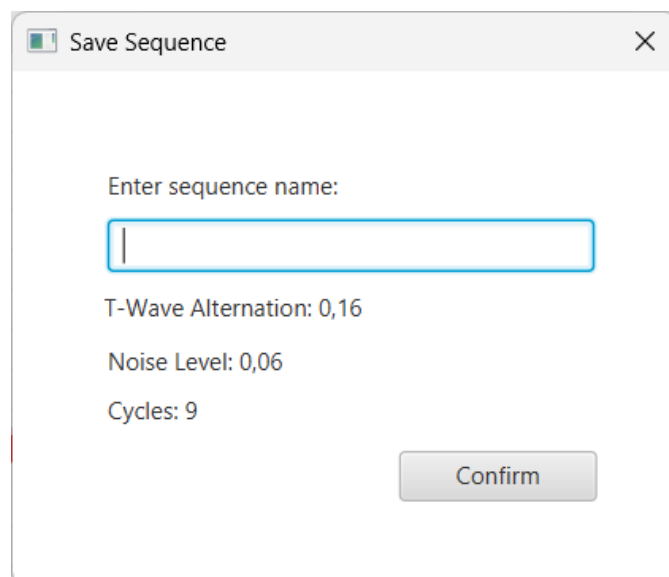 Save Sequence
Enter sequence name:
T-Wave Alternation: 0,16
Noise Level: 0,06
Cycles: 9
Confirm